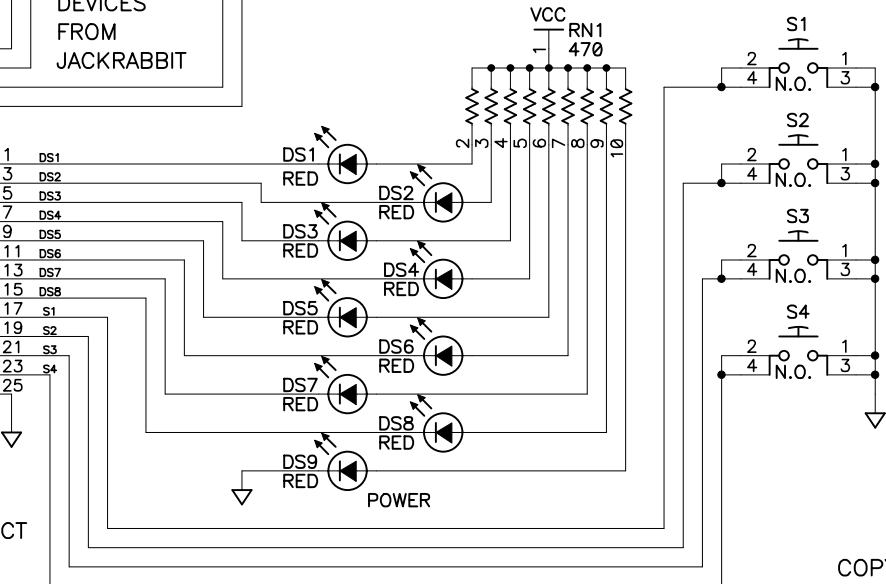 DEVICES
FROM
JACKRABBIT
VCC
RN1
470
1
2
3
4
5
6
7
8
9
10
1 DS1
3 DS2
5 DS3
7 DS4
9 DS5
11 DS6
13 DS7
15 DS8
17 S1
19 S2
21 S3
23 S4
25
DS1
RED
DS2
RED
DS3
RED
DS4
RED
DS5
RED
DS6
RED
DS7
RED
DS8
RED
DS9
RED
POWER
S1
2 1
4 N.O. 3
S2
2 1
4 N.O. 3
S3
2 1
4 N.O. 3
S4
2 1
4 N.O. 3
CT